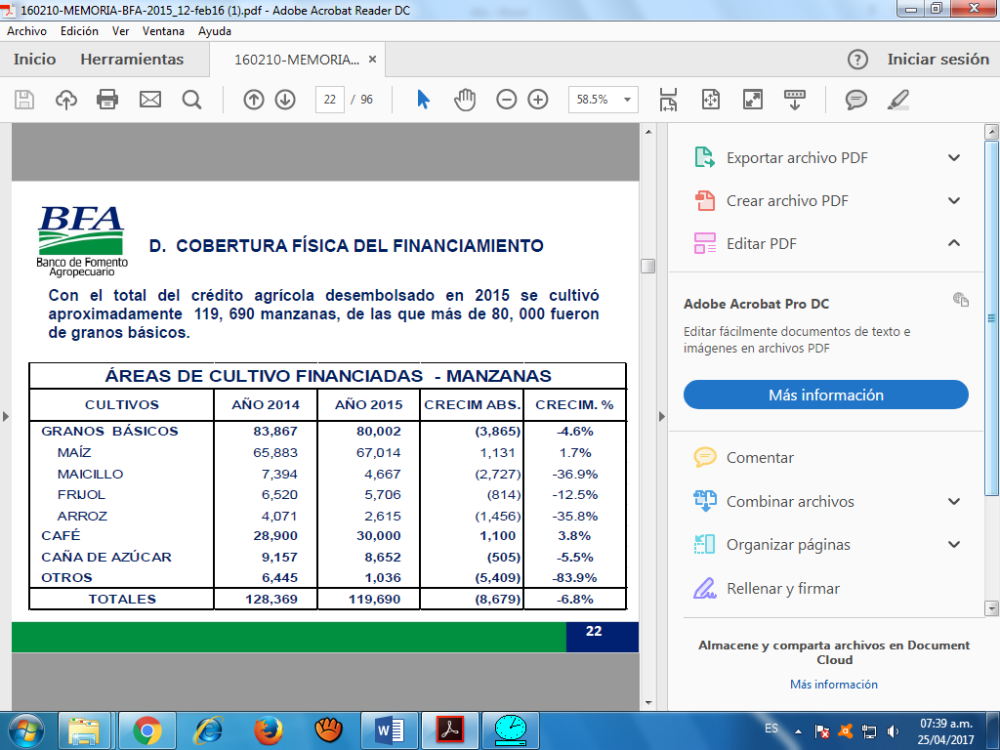 160210-MEMORIA-BFA-2015_12-feb16 (1).pdf - Adobe Acrobat Reader DC
Archivo Edición Ver Ventana Ayuda
Inicio Herramientas 160210-MEMORIA... × ? Iniciar sesión
22 / 96 58.5%
BFA
Banco de Fomento
Agropecuario
D. COBERTURA FÍSICA DEL FINANCIAMIENTO
Con el total del crédito agrícola desembolsado en 2015 se cultivó
aproximadamente 119, 690 manzanas, de las que más de 80, 000 fueron
de granos básicos.
ÁREAS DE CULTIVO FINANCIADAS - MANZANAS
CULTIVOS AÑO 2014 AÑO 2015 CRECIM ABS. CRECIM. %
GRANOS BÁSICOS 83,867 80,002 (3,865) -4.6%
MAÍZ 65,883 67,014 1,131 1.7%
MAICILLO 7,394 4,667 (2,727) -36.9%
FRIJOL 6,520 5,706 (814) -12.5%
ARROZ 4,071 2,615 (1,456) -35.8%
CAFÉ 28,900 30,000 1,100 3.8%
CAÑA DE AZÚCAR 9,157 8,652 (505) -5.5%
OTROS 6,445 1,036 (5,409) -83.9%
TOTALES 128,369 119,690 (8,679) -6.8%
22
Exportar archivo PDF
Crear archivo PDF
Editar PDF
Adobe Acrobat Pro DC
Editar fácilmente documentos de texto e
imágenes en archivos PDF
Más información
Comentar
Combinar archivos
Organizar páginas
Rellenar y firmar
Almacene y comparta archivos en Document
Cloud
Más información
ES
07:39 a.m.
25/04/2017